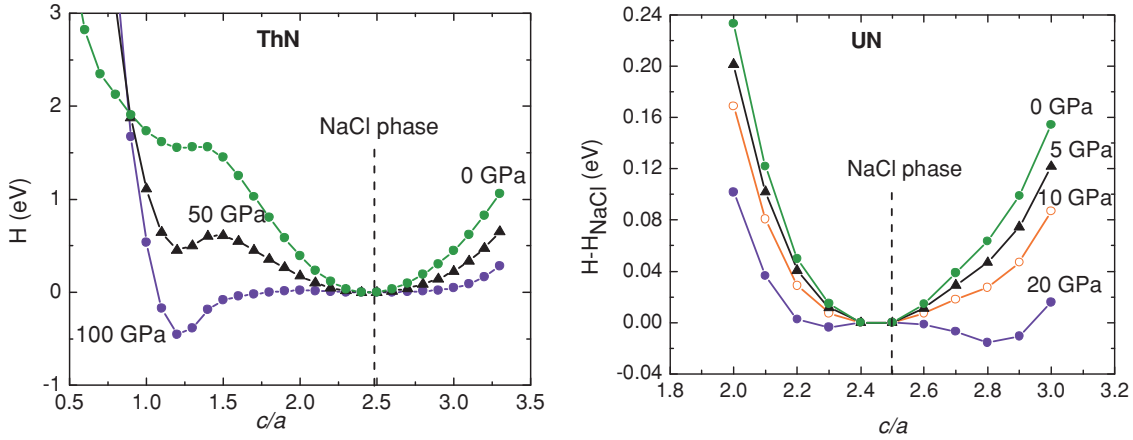 ThN
H (eV)
3
2
1
0
-1
NaCl phase
0 GPa
50 GPa
100 GPa
0.5 1.0 1.5 2.0 2.5 3.0 3.5
c/a
UN
H-H_NaCl (eV)
0.24
0.20
0.16
0.12
0.08
0.04
0.00
-0.04
NaCl phase
0 GPa
5 GPa
10 GPa
20 GPa
1.8 2.0 2.2 2.4 2.6 2.8 3.0 3.2
c/a